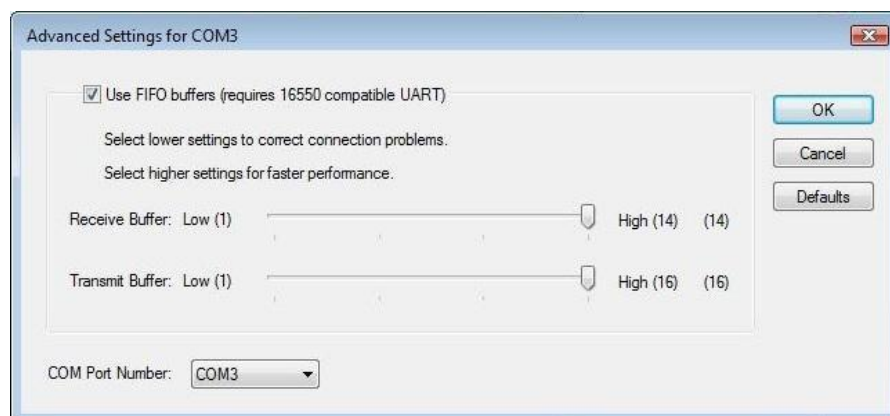 Advanced Settings for COM3
Use FIFO buffers (requires 16550 compatible UART)
OK
Select lower settings to correct connection problems.
Cancel
Select higher settings for faster performance.
Defaults
Receive Buffer: Low (1) High (14) (14)
Transmit Buffer: Low (1) High (16) (16)
COM Port Number: COM3